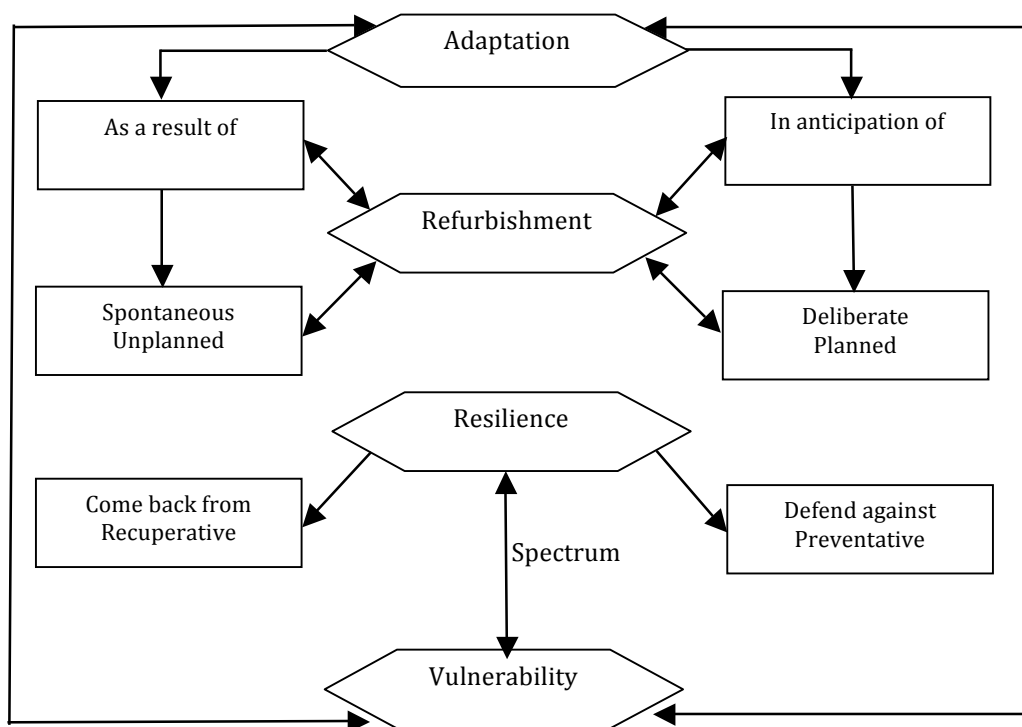 Adaptation
As a result of
In anticipation of
Refurbishment
Spontaneous
Unplanned
Deliberate
Planned
Resilience
Come back from
Recuperative
Defend against
Preventative
Spectrum
Vulnerability